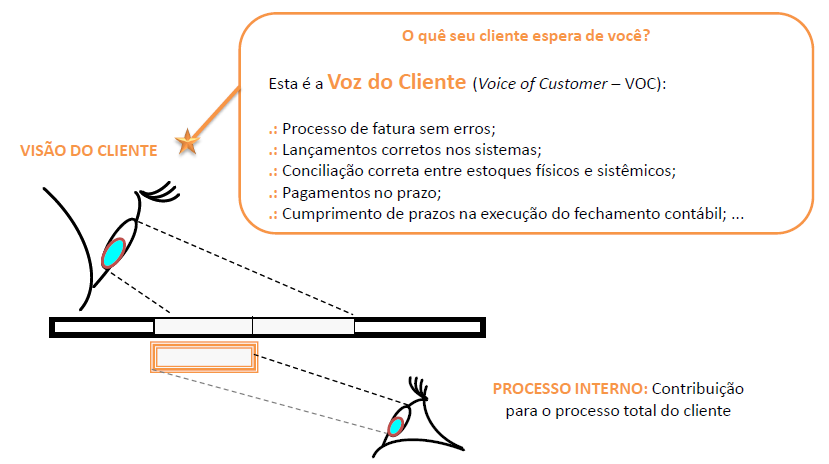 O quê seu cliente espera de você?
Esta é a Voz do Cliente (Voice of Customer – VOC):
.: Processo de fatura sem erros;
.: Lançamentos corretos nos sistemas;
.: Conciliação correta entre estoques físicos e sistêmicos;
.: Pagamentos no prazo;
.: Cumprimento de prazos na execução do fechamento contábil; ...
VISÃO DO CLIENTE
PROCESSO INTERNO: Contribuição
para o processo total do cliente